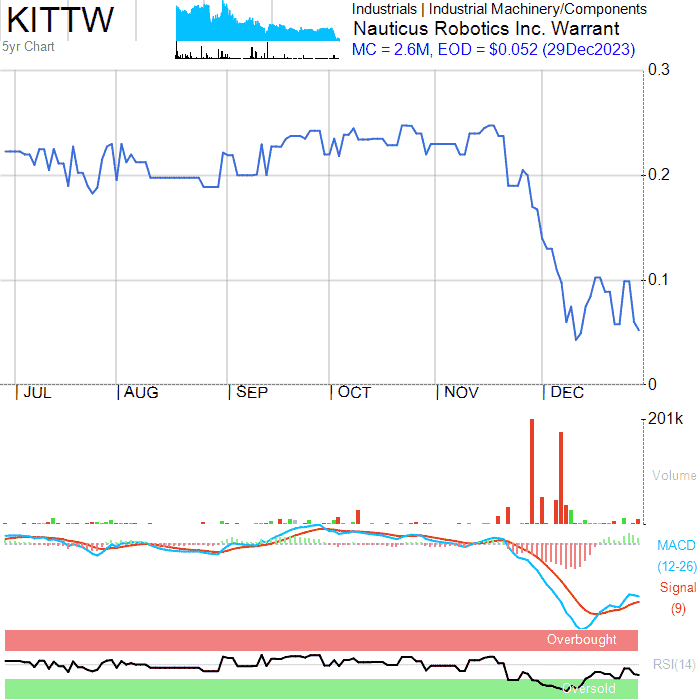 KITTW
5yr Chart
Industrials | Industrial Machinery/Components
Nauticus Robotics Inc. Warrant
MC = 2.6M, EOD = $0.052 (29Dec2023)
0.3
0.2
0.1
0
|JUL |AUG |SEP |OCT |NOV |DEC
201k
Volume
MACD
(12-26)
Signal
(9)
Overbought
RSI(14)
Oversold